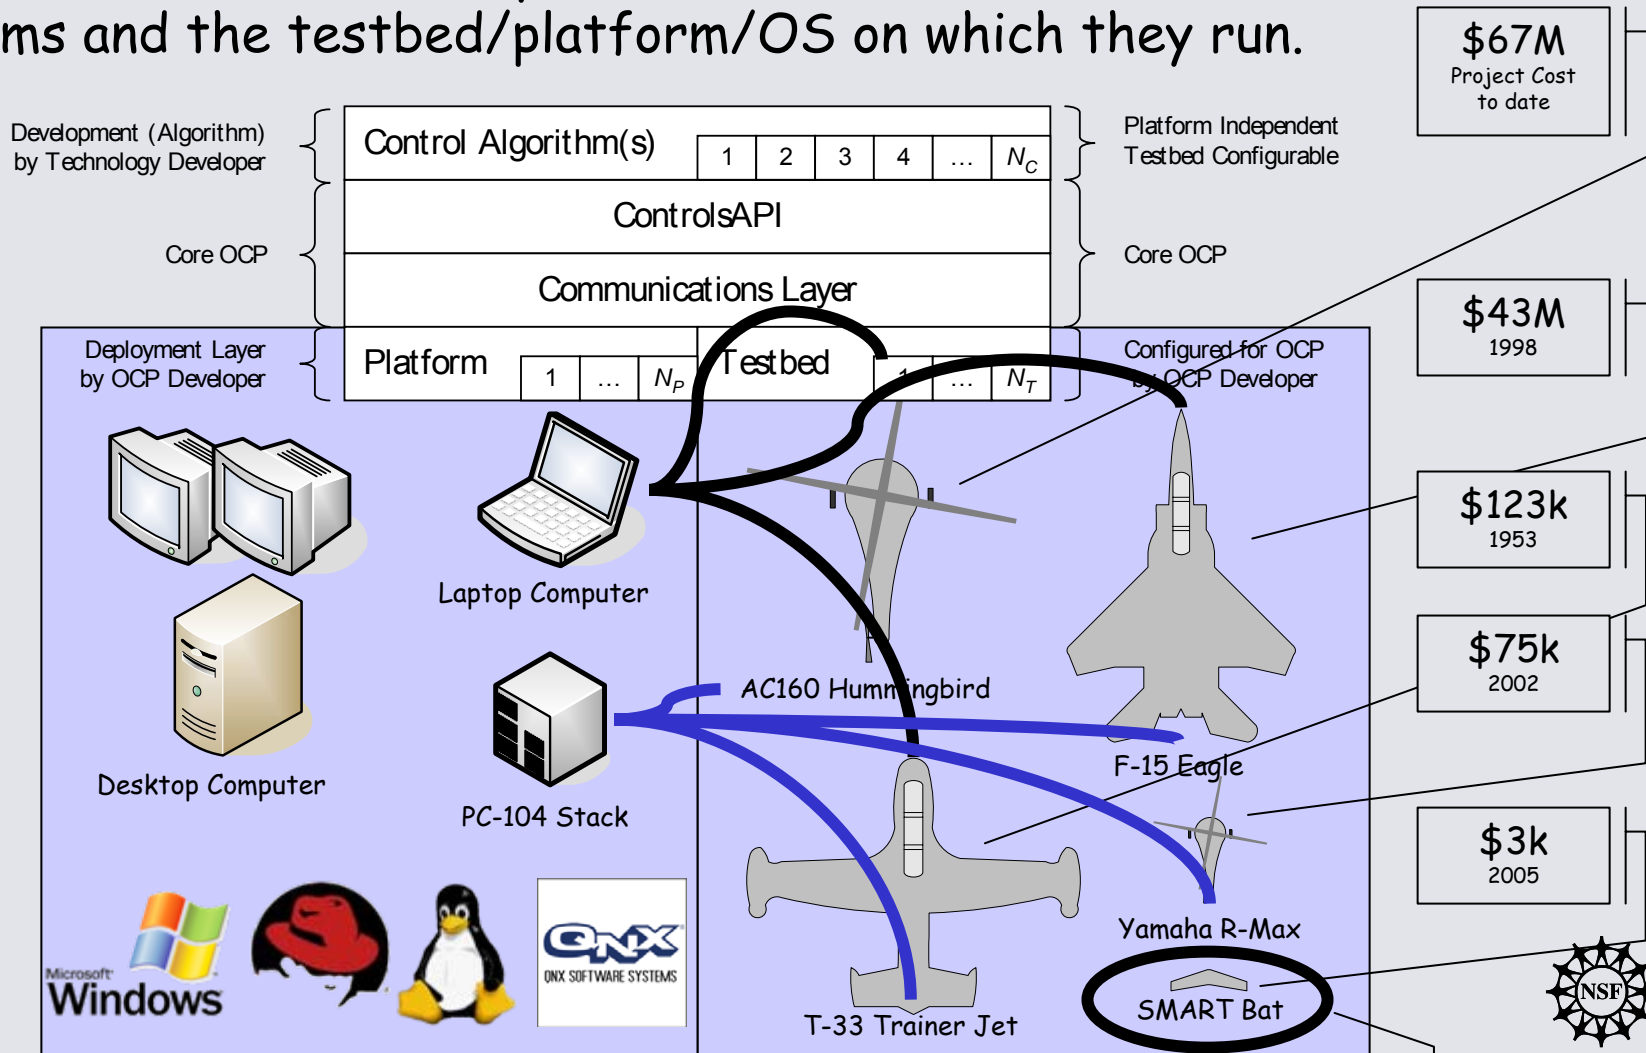 ms and the testbed/platform/OS on which they run.
$67M
Project Cost
to date
Development (Algorithm)
by Technology Developer
Control Algorithm(s)
1 2 3 4 ... N_C
Platform Independent
Testbed Configurable
ControlsAPI
Core OCP
Core OCP
Communications Layer
$43M
1998
Deployment Layer
by OCP Developer
Platform
1 ... N_P
Testbed
1 ... N_T
Configured for OCP
by OCP Developer
$123k
1953
Laptop Computer
$75k
2002
AC160 Hummingbird
F-15 Eagle
Desktop Computer
PC-104 Stack
$3k
2005
Yamaha R-Max
Microsoft
Windows
QNX
QNX SOFTWARE SYSTEMS
T-33 Trainer Jet
SMART Bat
NSF